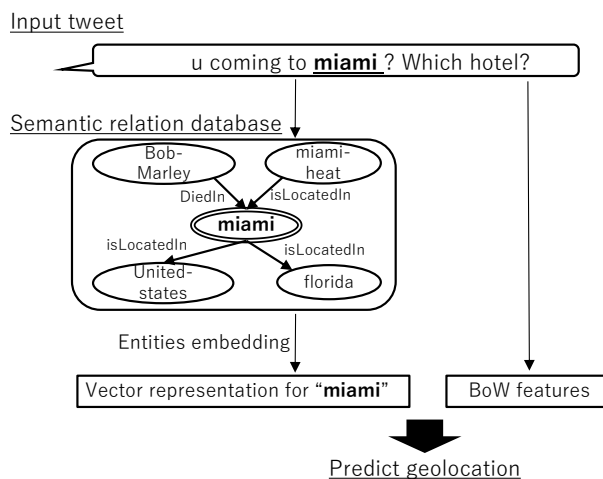 Input tweet
u coming to miami ? Which hotel?
Semantic relation database
Bob-
Marley
miami-
heat
DiedIn
isLocatedIn
miami
isLocatedIn
isLocatedIn
United-
states
florida
Entities embedding
Vector representation for “miami”
BoW features
Predict geolocation